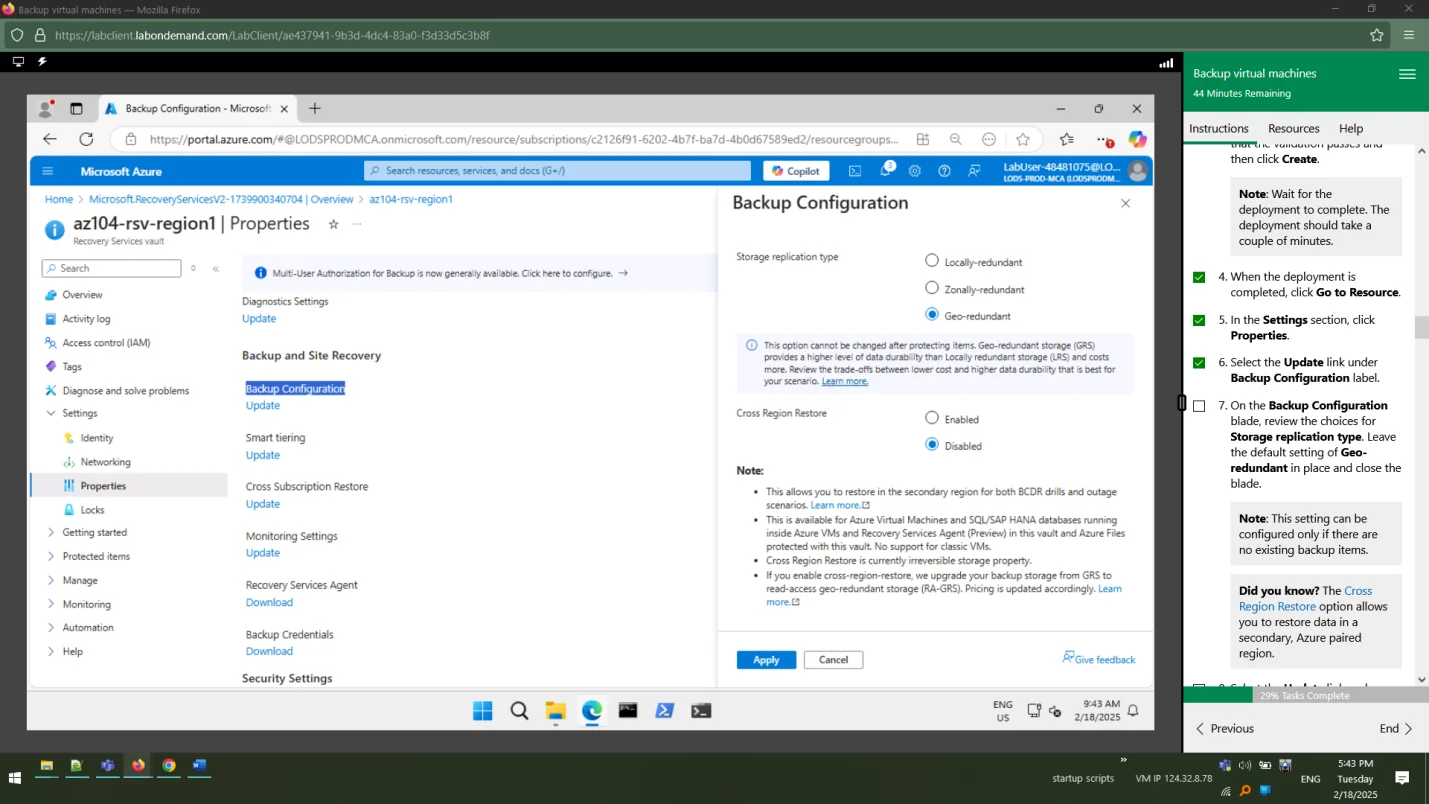 Backup virtual machines — Mozilla Firefox
https://labclient.labondemand.com/LabClient/ae437941-9b3d-4dc4-83a0-f3d33d5c3b8f
Backup Configuration - Microsoft
https://portal.azure.com/#@LODSPRODMCA.onmicrosoft.com/resource/subscriptions/c2126f91-6202-4b7f-ba7d-4b0d67589ed2/resourcegroups...
Microsoft Azure
Search resources, services, and docs (G+/)
Copilot
3
LabUser-48481075@LO...
LODS-PROD-MCA (LODSPRODM...
Home > Microsoft.RecoveryServicesV2-1739900340704 | Overview > az104-rsv-region1
az104-rsv-region1 | Properties
Recovery Services vault
Search
Overview
Activity log
Access control (IAM)
Tags
Diagnose and solve problems
Settings
Identity
Networking
Properties
Locks
Getting started
Protected items
Manage
Monitoring
Automation
Help
Multi-User Authorization for Backup is now generally available. Click here to configure. →
Diagnostics Settings
Update
Backup and Site Recovery
Backup Configuration
Update
Smart tiering
Update
Cross Subscription Restore
Update
Monitoring Settings
Update
Recovery Services Agent
Download
Backup Credentials
Download
Security Settings
Backup Configuration
Storage replication type
Locally-redundant
Zonally-redundant
Geo-redundant
This option cannot be changed after protecting items. Geo-redundant storage (GRS)
provides a higher level of data durability than Locally redundant storage (LRS) and costs
more. Review the trade-offs between lower cost and higher data durability that is best for
your scenario. Learn more.
Cross Region Restore
Enabled
Disabled
Note:
• This allows you to restore in the secondary region for both BCDR drills and outage
scenarios. Learn more.
• This is available for Azure Virtual Machines and SQL/SAP HANA databases running
inside Azure VMs and Recovery Services Agent (Preview) in this vault and Azure Files
protected with this vault. No support for classic VMs.
• Cross Region Restore is currently irreversible storage property.
• If you enable cross-region-restore, we upgrade your backup storage from GRS to
read-access geo-redundant storage (RA-GRS). Pricing is updated accordingly. Learn
more.
Apply
Cancel
Give feedback
ENG
US
9:43 AM
2/18/2025
Backup virtual machines
44 Minutes Remaining
Instructions
Resources
Help
that the validation passes and
then click Create.
Note: Wait for the
deployment to complete. The
deployment should take a
couple of minutes.
4. When the deployment is
completed, click Go to Resource.
5. In the Settings section, click
Properties.
6. Select the Update link under
Backup Configuration label.
7. On the Backup Configuration
blade, review the choices for
Storage replication type. Leave
the default setting of Geo-
redundant in place and close the
blade.
Note: This setting can be
configured only if there are
no existing backup items.
Did you know? The Cross
Region Restore option allows
you to restore data in a
secondary, Azure paired
region.
29% Tasks Complete
Previous
End
startup scripts
VM IP 124.32.8.78
ENG
5:43 PM
Tuesday
2/18/2025